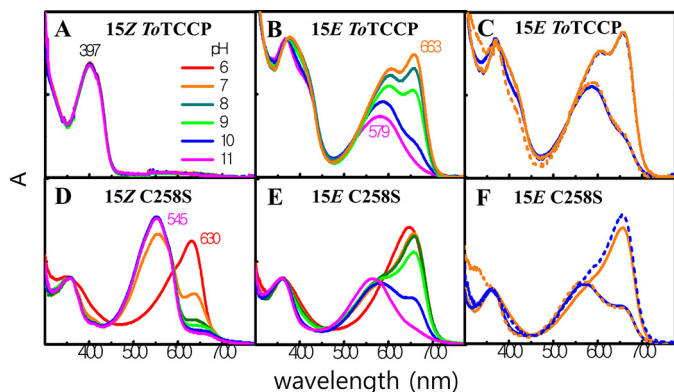 A 15Z ToTCCP
397
pH
6
7
8
9
10
11
B 15E ToTCCP
663
579
C 15E ToTCCP
A
D 15Z C258S
545
630
E 15E C258S
F 15E C258S
400 500 600 700
400 500 600 700
400 500 600 700
wavelength (nm)